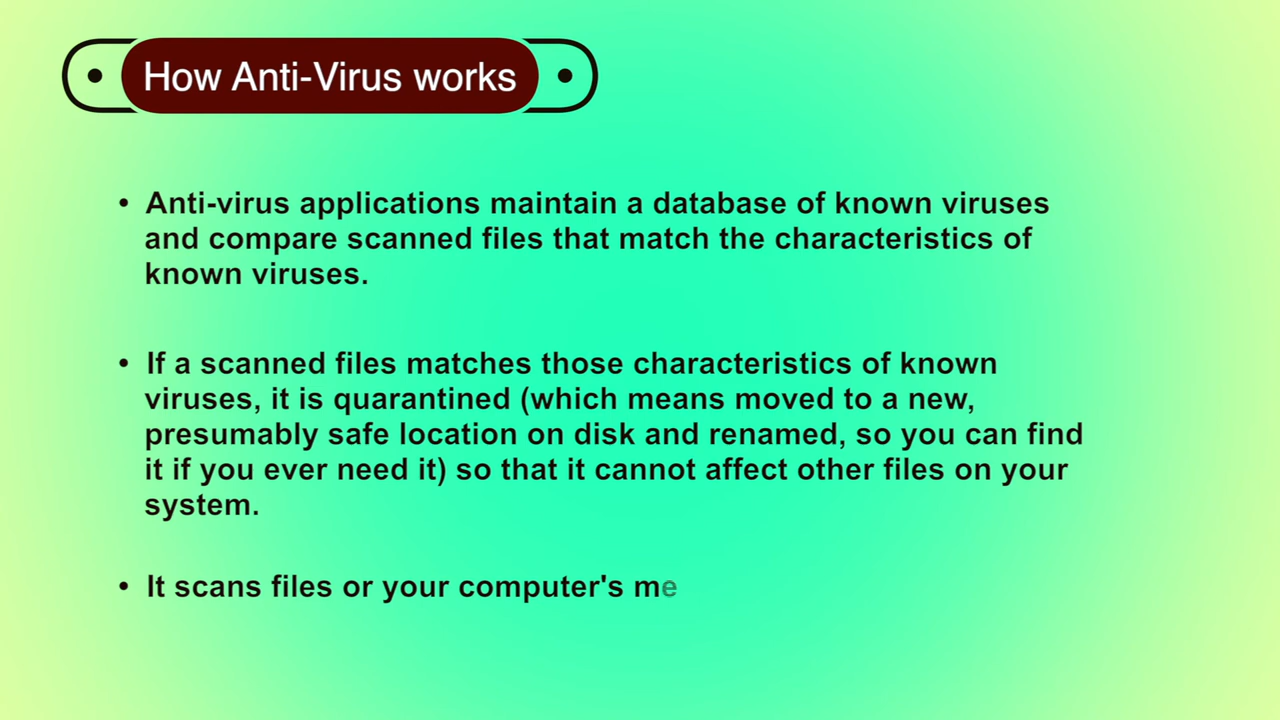 How Anti-Virus works
• Anti-virus applications maintain a database of known viruses
and compare scanned files that match the characteristics of
known viruses.
• If a scanned files matches those characteristics of known
viruses, it is quarantined (which means moved to a new,
presumably safe location on disk and renamed, so you can find
it if you ever need it) so that it cannot affect other files on your
system.
• It scans files or your computer's me